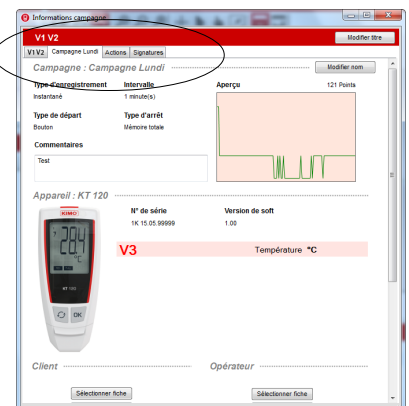 Informations campagne
V1 V2
Modifier titre
V1 V2 Campagne Lundi Actions Signatures
Campagne : Campagne Lundi
Modifier nom
Type d'enregistrement Intervalle Aperçu 121 Points
Instantané 1 minute(s)
Type de départ Type d'arrêt
Bouton Mémoire totale
Commentaires
Test
Appareil : KT 120
N° de série Version de soft
1K 15.05.99999 1.00
KIMO
28.4
°C
V3 Température °C
KT 120
OK
Client Opérateur
Sélectionner fiche Sélectionner fiche